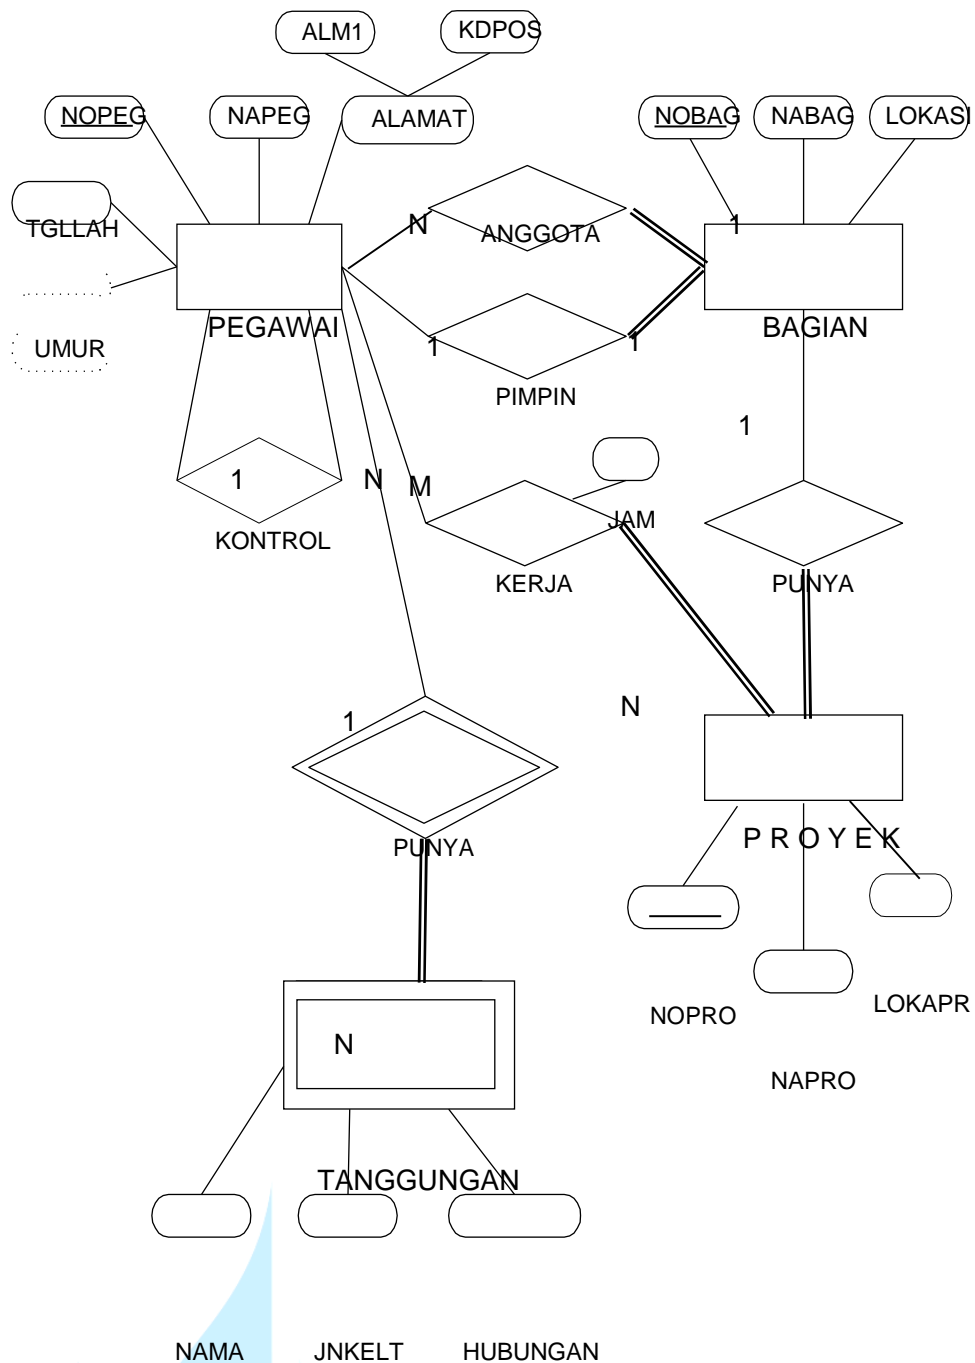 ALM1 KDPOS
NOPEG NAPEG ALAMAT NOBAG NABAG LOKASI
TGLLAH N ANGGOTA 1
PEGAWAI BAGIAN
UMUR 1 1
PIMPIN
1
1 N M
JAM
KONTROL
KERJA PUNYA
N
1
PUNYA P R O Y E K
NOPRO LOKAPR
N
NAPRO
TANGGUNGAN
NAMA JNKELT HUBUNGAN